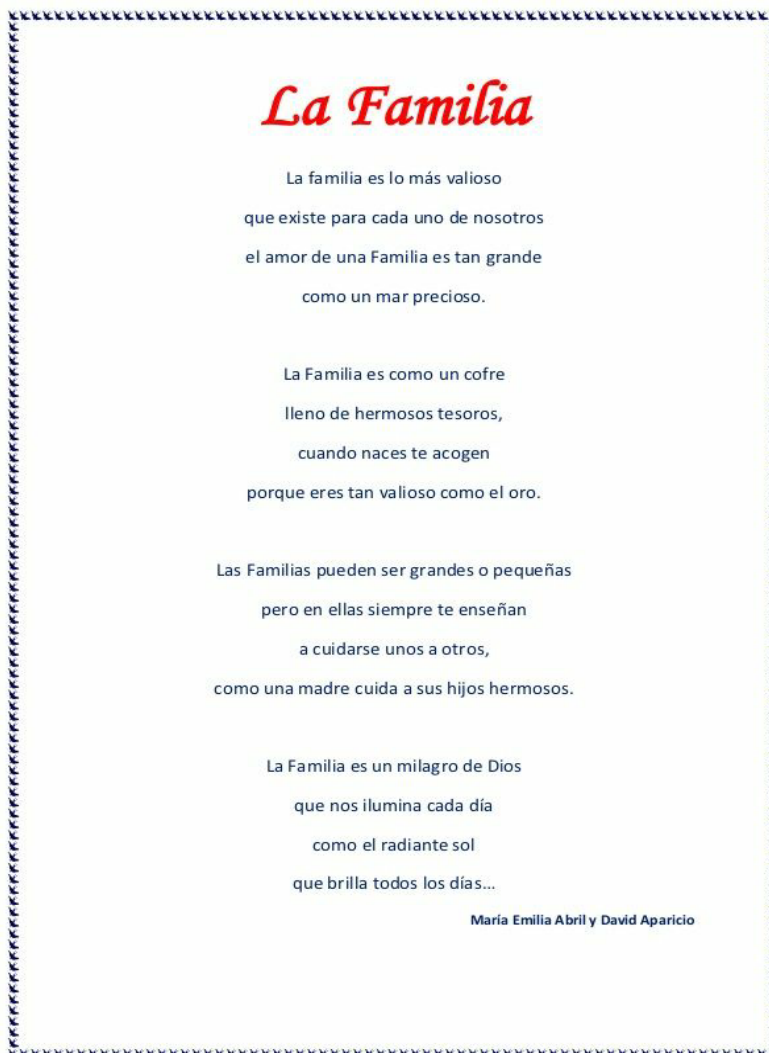 La Familia
La familia es lo más valioso
que existe para cada uno de nosotros
el amor de una Familia es tan grande
como un mar precioso.
La Familia es como un cofre
lleno de hermosos tesoros,
cuando naces te acogen
porque eres tan valioso como el oro.
Las Familias pueden ser grandes o pequeñas
pero en ellas siempre te enseñan
a cuidarse unos a otros,
como una madre cuida a sus hijos hermosos.
La Familia es un milagro de Dios
que nos ilumina cada día
como el radiante sol
que brilla todos los días...
María Emilia Abril y David Aparicio